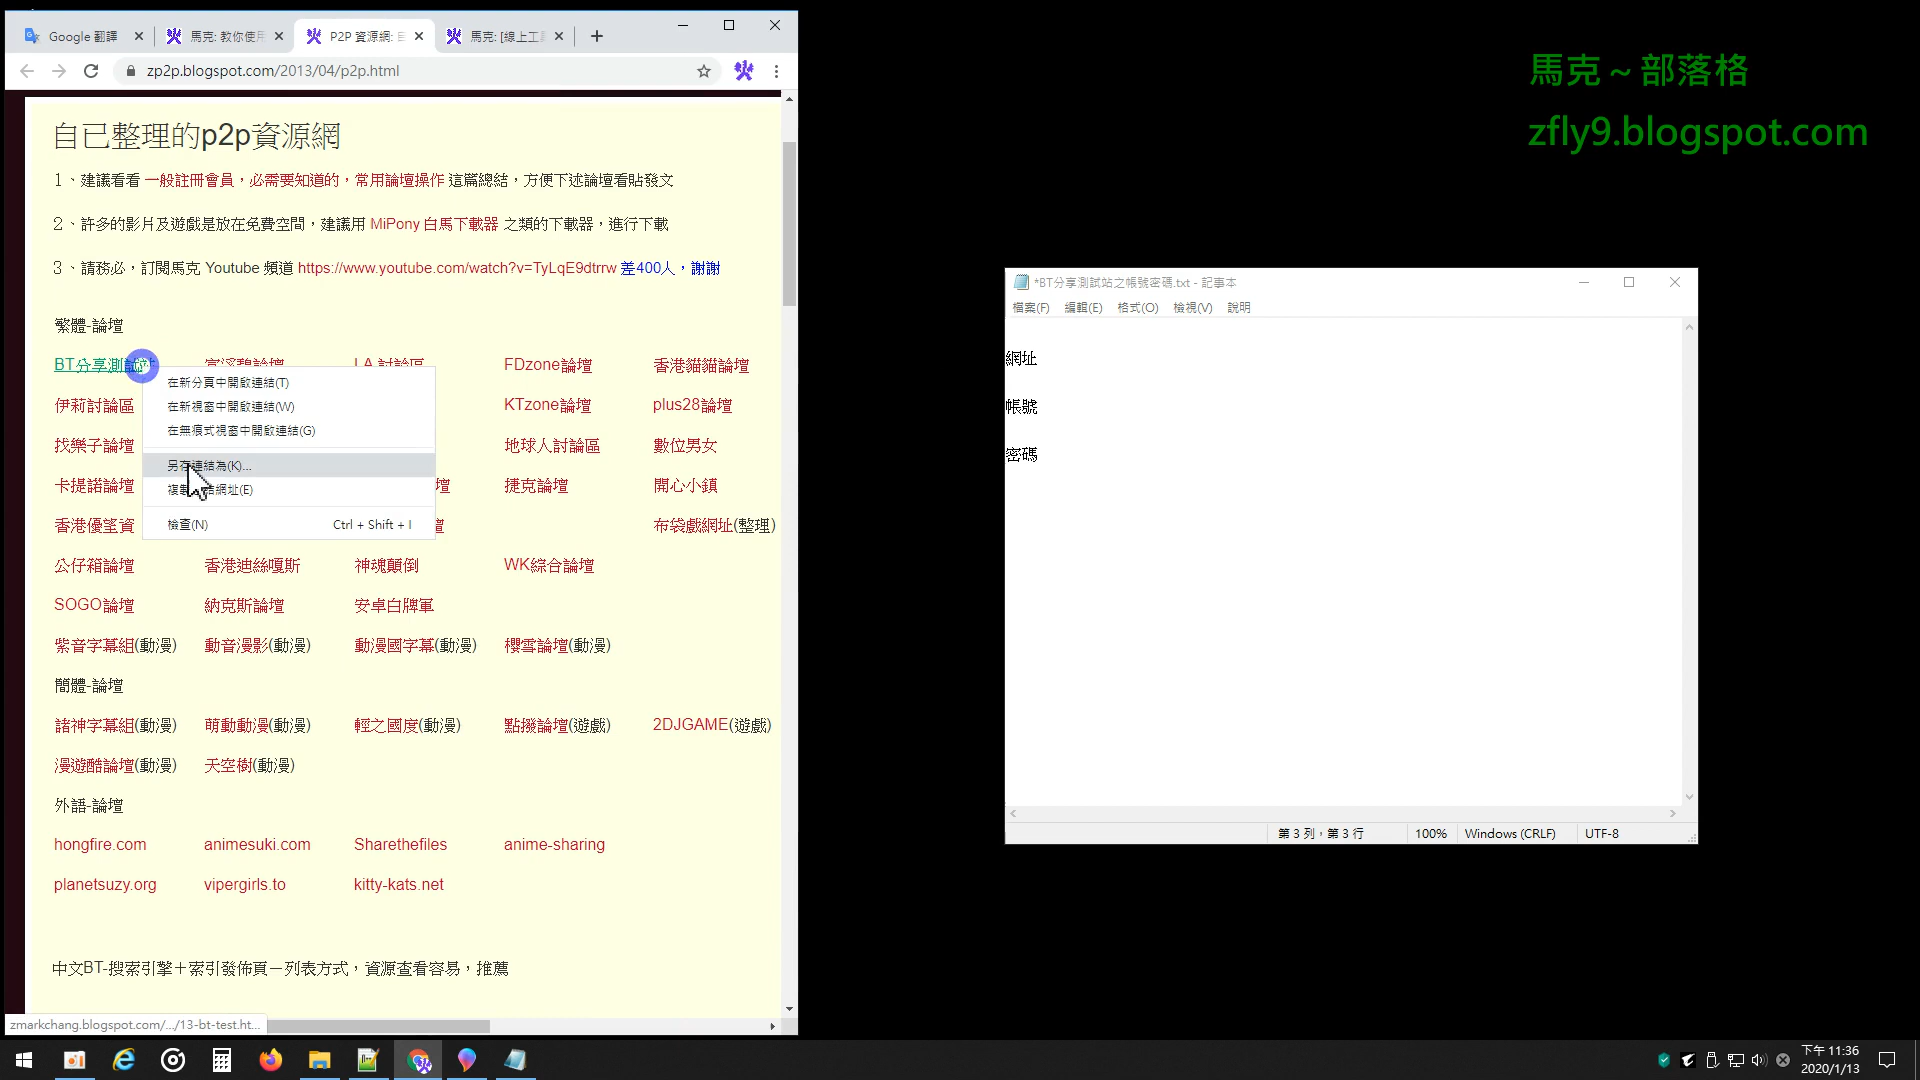 Google 翻譯
馬克: 教你使用
P2P 資源網:
馬克: [線上工
zp2p.blogspot.com/2013/04/p2p.html
自已整理的p2p資源網
1、建議看看 一般註冊會員，必需要知道的，常用論壇操作 這篇總結，方便下述論壇看貼發文
2、許多的影片及遊戲是放在免費空間，建議用 MiPony 白馬下載器 之類的下載器，進行下載
3、請務必，訂閱馬克 Youtube 頻道 https://www.youtube.com/watch?v=TyLqE9dtrrw 差400人，謝謝
繁體-論壇
BT分享測試 LA 討論區 FDzone論壇 香港貓貓論壇
伊莉討論區 KTzone論壇 plus28論壇
找樂子論壇 地球人討論區 數位男女
卡提諾論壇 壇 捷克論壇 開心小鎮
香港優望資 壇 布袋戲網址(整理)
公仔箱論壇 香港迪絲嘎斯 神魂顛倒 WK綜合論壇
SOGO論壇 納克斯論壇 安卓白牌軍
紫音字幕組(動漫) 動音漫影(動漫) 動漫國字幕(動漫) 櫻雪論壇(動漫)
簡體-論壇
諸神字幕組(動漫) 萌動動漫(動漫) 輕之國度(動漫) 點撥論壇(遊戲) 2DJGAME(遊戲)
漫遊酷論壇(動漫) 天空樹(動漫)
外語-論壇
hongfire.com animesuki.com Sharethefiles anime-sharing
planetsuzy.org vipergirls.to kitty-kats.net
中文BT-搜索引擎＋索引發佈頁－列表方式，資源查看容易，推薦
在新分頁中開啟連結(T)
在新視窗中開啟連結(W)
在無痕式視窗中開啟連結(G)
另存連結為(K)...
結網址(E)
檢查(N) Ctrl + Shift + I
zmarkchang.blogspot.com/.../13-bt-test.ht...
馬克～部落格
zfly9.blogspot.com
*BT分享測試站之帳號密碼.txt - 記事本
檔案(F) 編輯(E) 格式(O) 檢視(V) 說明
網址
帳號
密碼
第 3 列，第 3 行 100% Windows (CRLF) UTF-8
下午 11:36
2020/1/13